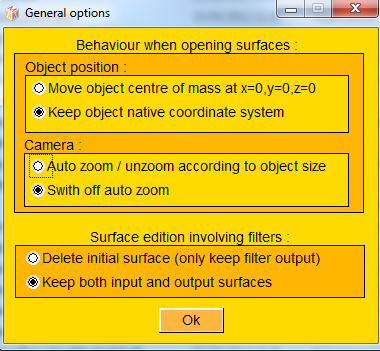 General options
Behaviour when opening surfaces :
Object position :
Move object centre of mass at x=0,y=0,z=0
Keep object native coordinate system
Camera :
Auto zoom / unzoom according to object size
Swith off auto zoom
Surface edition involving filters :
Delete initial surface (only keep filter output)
Keep both input and output surfaces
Ok